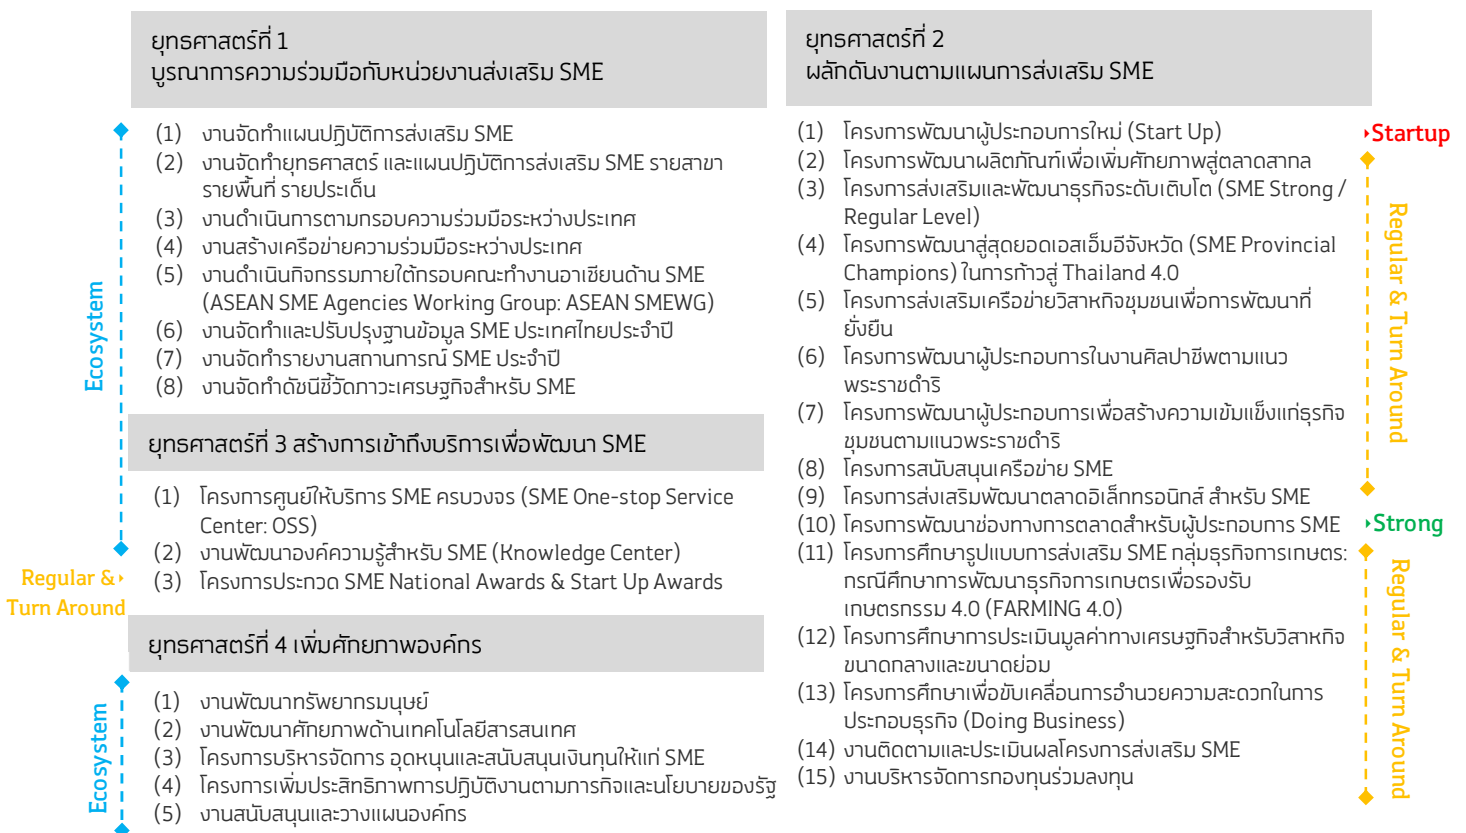 ยุทธศาสตร์ที่ 1
บูรณาการความร่วมมือกับหน่วยงานส่งเสริม SME
(1) งานจัดทำแผนปฏิบัติการส่งเสริม SME
(2) งานจัดทำยุทธศาสตร์ และแผนปฏิบัติการส่งเสริม SME รายสาขา
รายพื้นที่ รายประเด็น
(3) งานดำเนินการตามกรอบความร่วมมือระหว่างประเทศ
(4) งานสร้างเครือข่ายความร่วมมือระหว่างประเทศ
(5) งานดำเนินกิจกรรมภายใต้กรอบคณะทำงานอาเซียนด้าน SME
(ASEAN SME Agencies Working Group: ASEAN SMEWG)
(6) งานจัดทำและปรับปรุงฐานข้อมูล SME ประเทศไทยประจำปี
(7) งานจัดทำรายงานสถานการณ์ SME ประจำปี
(8) งานจัดทำดัชนีชี้วัดภาวะเศรษฐกิจสำหรับ SME
Ecosystem
ยุทธศาสตร์ที่ 3 สร้างการเข้าถึงบริการเพื่อพัฒนา SME
(1) โครงการศูนย์ให้บริการ SME ครบวงจร (SME One-stop Service
Center: OSS)
(2) งานพัฒนาองค์ความรู้สำหรับ SME (Knowledge Center)
(3) โครงการประกวด SME National Awards & Start Up Awards
Regular &
Turn Around
ยุทธศาสตร์ที่ 4 เพิ่มศักยภาพองค์กร
(1) งานพัฒนาทรัพยากรมนุษย์
(2) งานพัฒนาศักยภาพด้านเทคโนโลยีสารสนเทศ
(3) โครงการบริหารจัดการ อุดหนุนและสนับสนุนเงินทุนให้แก่ SME
(4) โครงการเพิ่มประสิทธิภาพการปฏิบัติงานตามภารกิจและนโยบายของรัฐ
(5) งานสนับสนุนและวางแผนองค์กร
Ecosystem
ยุทธศาสตร์ที่ 2
ผลักดันงานตามแผนการส่งเสริม SME
(1) โครงการพัฒนาผู้ประกอบการใหม่ (Start Up)
(2) โครงการพัฒนาผลิตภัณฑ์เพื่อเพิ่มศักยภาพสู่ตลาดสากล
(3) โครงการส่งเสริมและพัฒนาธุรกิจระดับเติบโต (SME Strong /
Regular Level)
(4) โครงการพัฒนาสู่สุดยอดเอสเอ็มอีจังหวัด (SME Provincial
Champions) ในการก้าวสู่ Thailand 4.0
(5) โครงการส่งเสริมเครือข่ายวิสาหกิจชุมชนเพื่อการพัฒนาที่
ยั่งยืน
(6) โครงการพัฒนาผู้ประกอบการในงานศิลปาชีพตามแนว
พระราชดำริ
(7) โครงการพัฒนาผู้ประกอบการเพื่อสร้างความเข้มแข็งแก่ธุรกิจ
ชุมชนตามแนวพระราชดำริ
(8) โครงการสนับสนุนเครือข่าย SME
(9) โครงการส่งเสริมพัฒนาตลาดอิเล็กทรอนิกส์ สำหรับ SME
(10) โครงการพัฒนาช่องทางการตลาดสำหรับผู้ประกอบการ SME
(11) โครงการศึกษารูปแบบการส่งเสริม SME กลุ่มธุรกิจการเกษตร:
กรณีศึกษาการพัฒนาธุรกิจการเกษตรเพื่อรองรับ
เกษตรกรรม 4.0 (FARMING 4.0)
(12) โครงการศึกษาการประเมินมูลค่าทางเศรษฐกิจสำหรับวิสาหกิจ
ขนาดกลางและขนาดย่อม
(13) โครงการศึกษาเพื่อขับเคลื่อนการอำนวยความสะดวกในการ
ประกอบธุรกิจ (Doing Business)
(14) งานติดตามและประเมินผลโครงการส่งเสริม SME
(15) งานบริหารจัดการกองทุนร่วมลงทุน
Startup
Regular & Turn Around
Strong
Regular & Turn Around